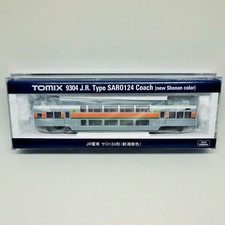 TOMIX 9304 J.R. Type SARO124 Coach (new Shonan color)
JR電車 サロ124形(新湘南色)